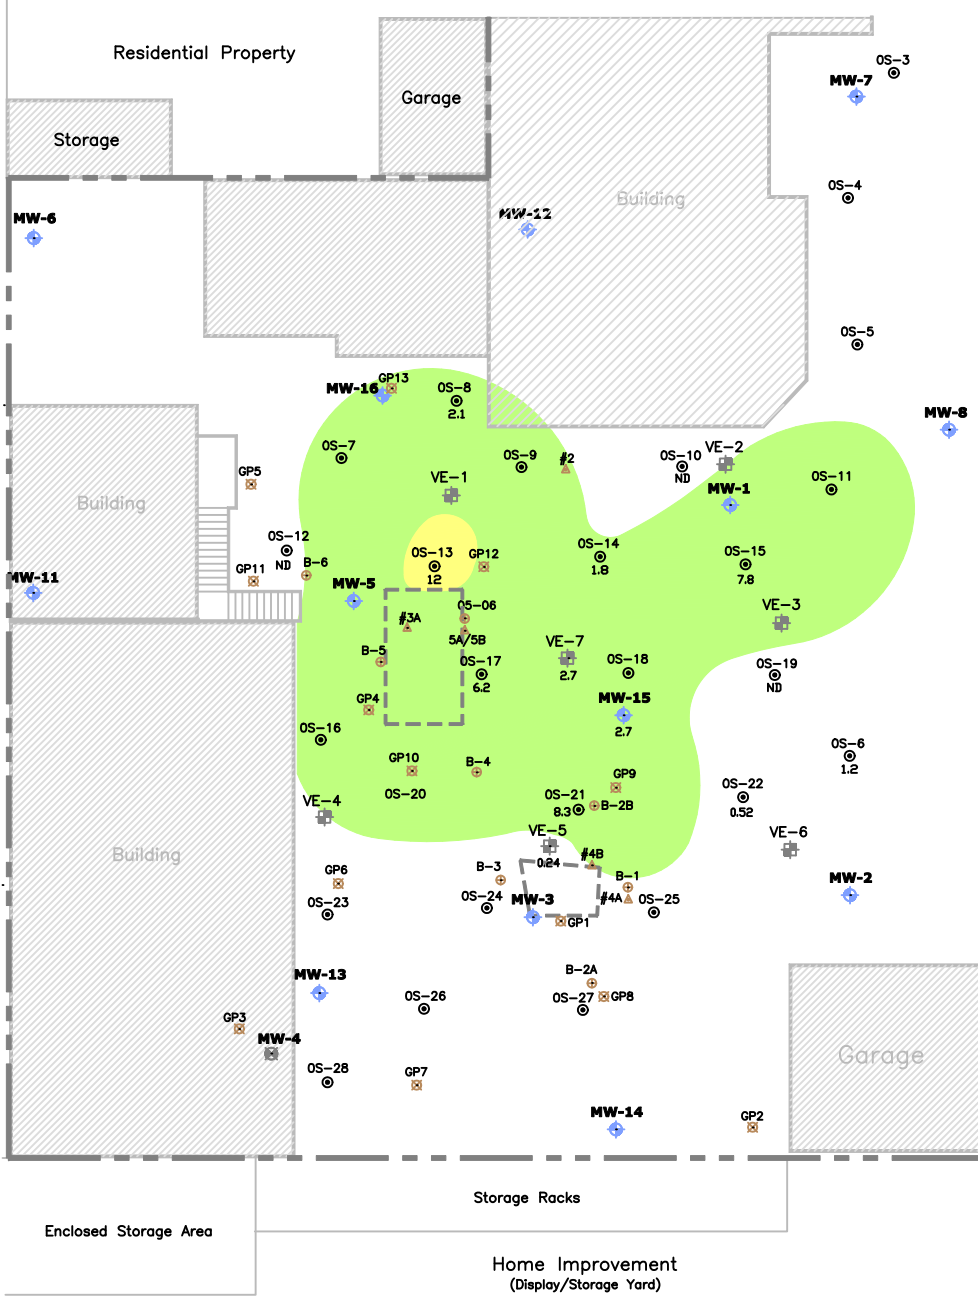 OS-3
Residential Property
MW-7
Garage
Storage
OS-4
Building
MW-6
MW-12
OS-5
GP13
MW-16
OS-8
2.1
MW-8
OS-7
OS-9
#2
OS-10
ND
VE-2
GP5
VE-1
OS-11
MW-1
Building
OS-12
ND
OS-14
1.8
B-6
OS-13
12
GP12
OS-15
7.8
MW-11
GP11
MW-5
#3A
05-06
5A/5B
VE-3
B-5
OS-17
6.2
VE-7
2.7
OS-18
OS-19
ND
GP4
MW-15
2.7
OS-16
OS-6
1.2
GP10
OS-20
B-4
GP9
OS-21
8.3
B-2B
OS-22
0.52
VE-4
VE-5
0.24
VE-6
Building
#4B
B-3
GP6
B-1
MW-2
OS-23
OS-24
MW-3
#4A
OS-25
GP1
MW-13
B-2A
OS-26
OS-27
GP8
GP3
MW-4
Garage
OS-28
GP7
MW-14
GP2
Storage Racks
Enclosed Storage Area
Home Improvement
(Display/Storage Yard)